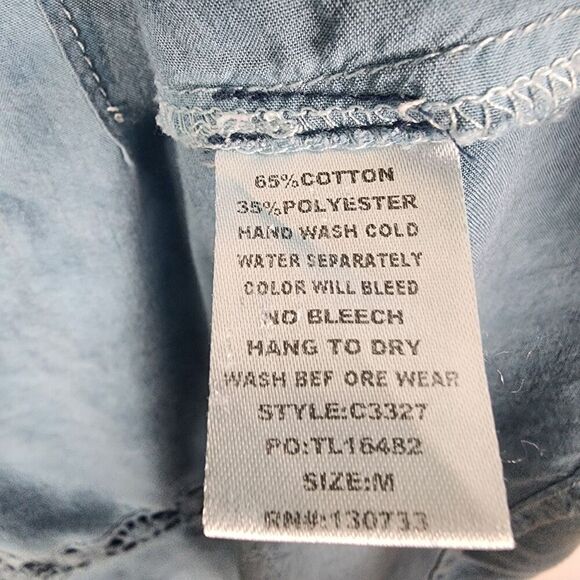 65%COTTON
35%POLYESTER
HAND WASH COLD
WATER SEPARATELY
COLOR WILL BLEED
NO BLEECH
HANG TO DRY
WASH BEF ORE WEAR
STYLE:C3327
PO:TL16482
SIZE:M
RN#:130733